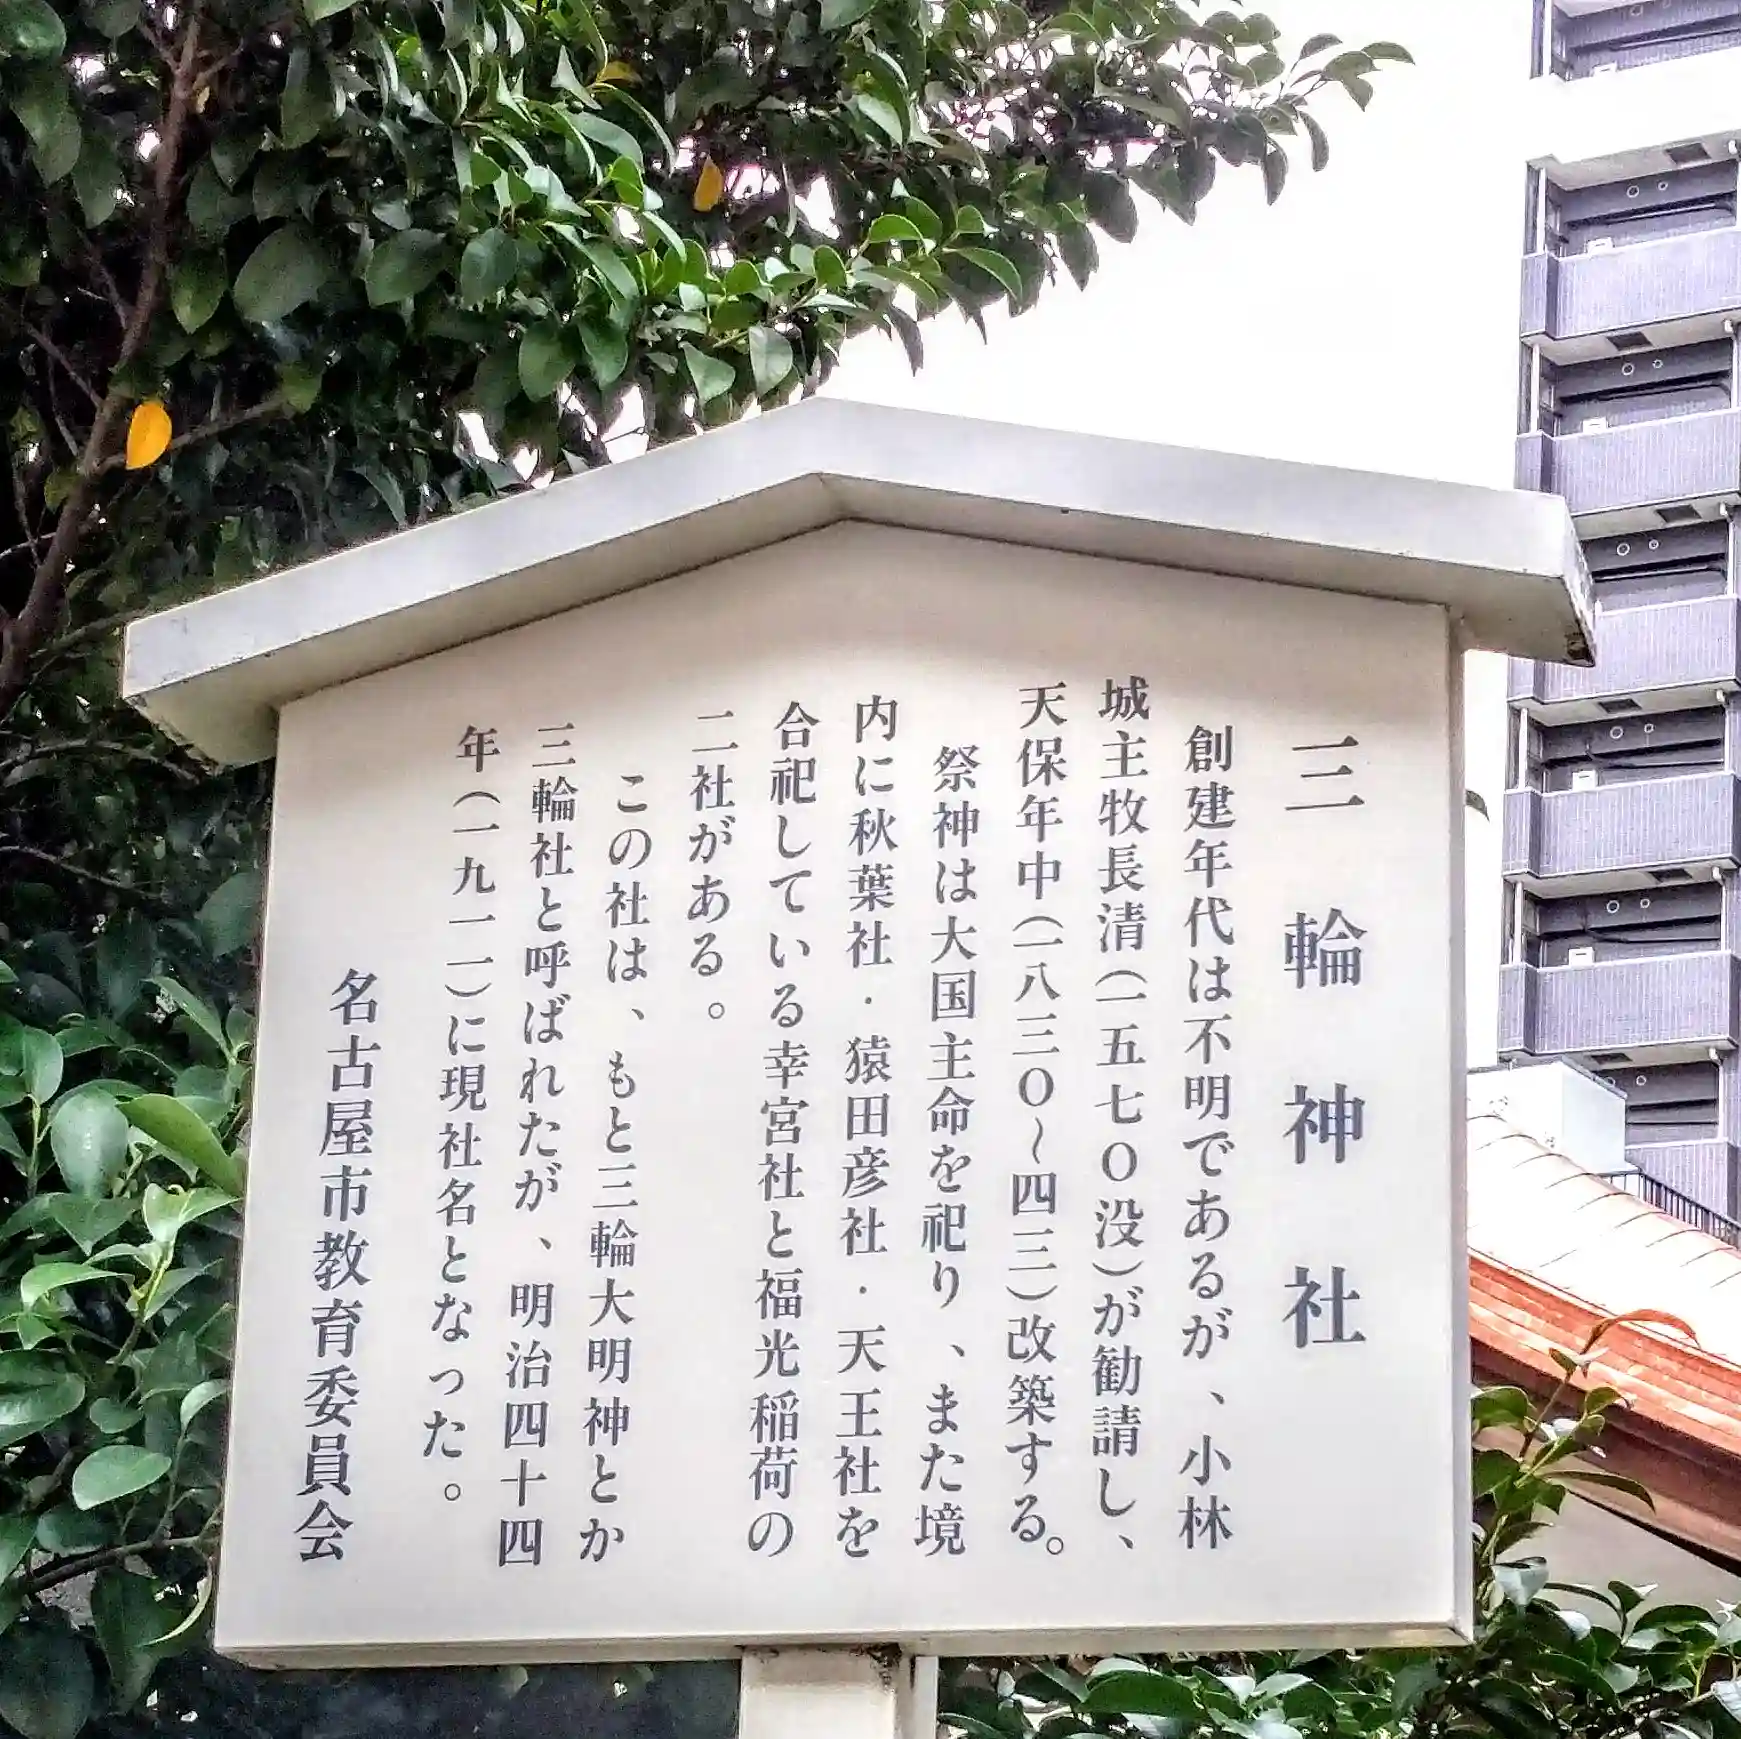 三輪神社
創建年代は不明であるが、小林
城主牧長清(一五七〇没)が勧請し、
天保年中(一八三〇～四三)改築する。
祭神は大国主命を祀り、また境
内に秋葉社・猿田彦社・天王社を
合祀している幸宮社と福光稲荷の
二社がある。
この社は、もと三輪大明神とか
三輪社と呼ばれたが、明治四十四
年(一九一一)に現社名となった。
名古屋市教育委員会